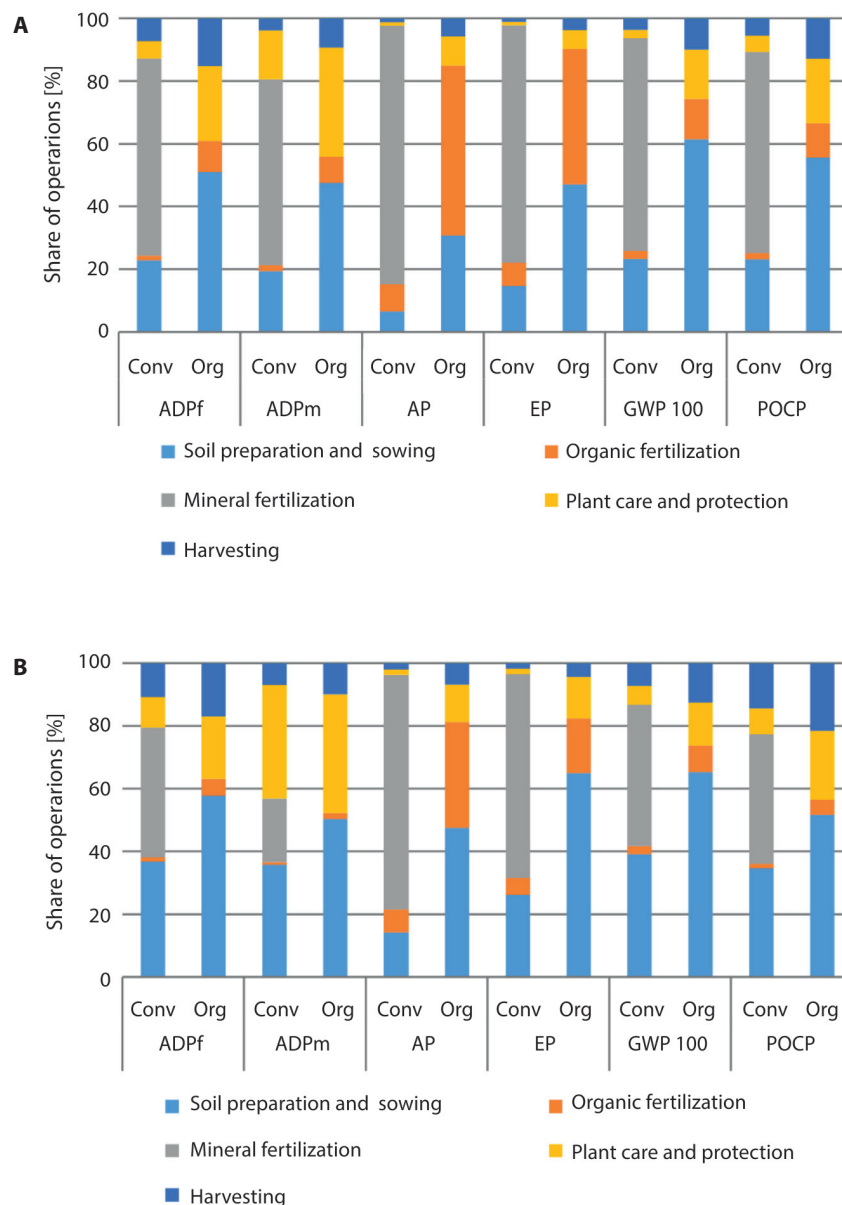 A
Share of operarions [%]
100
80
60
40
20
0
Conv Org Conv Org Conv Org Conv Org Conv Org Conv Org
ADPf ADPm AP EP GWP 100 POCP
Soil preparation and sowing Organic fertilization
Mineral fertilization Plant care and protection
Harvesting
B
Share of operarions [%]
100
80
60
40
20
0
Conv Org Conv Org Conv Org Conv Org Conv Org Conv Org
ADPf ADPm AP EP GWP 100 POCP
Soil preparation and sowing Organic fertilization
Mineral fertilization Plant care and protection
Harvesting